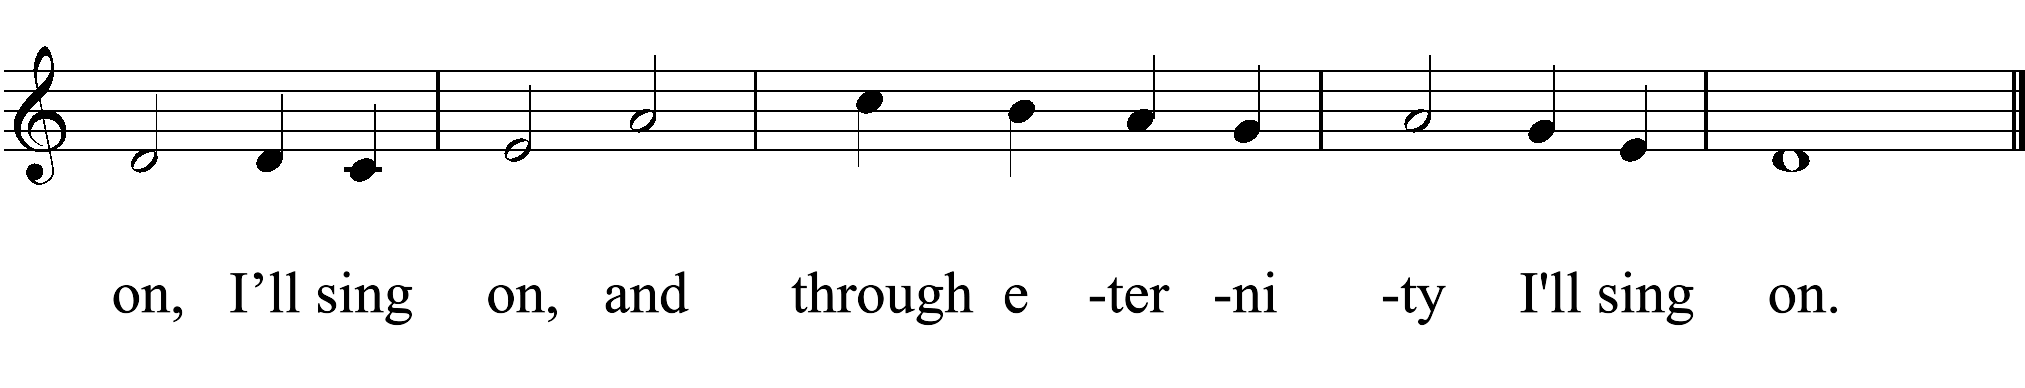 on, I’ll sing on, and through e -ter -ni -ty I'll sing on.